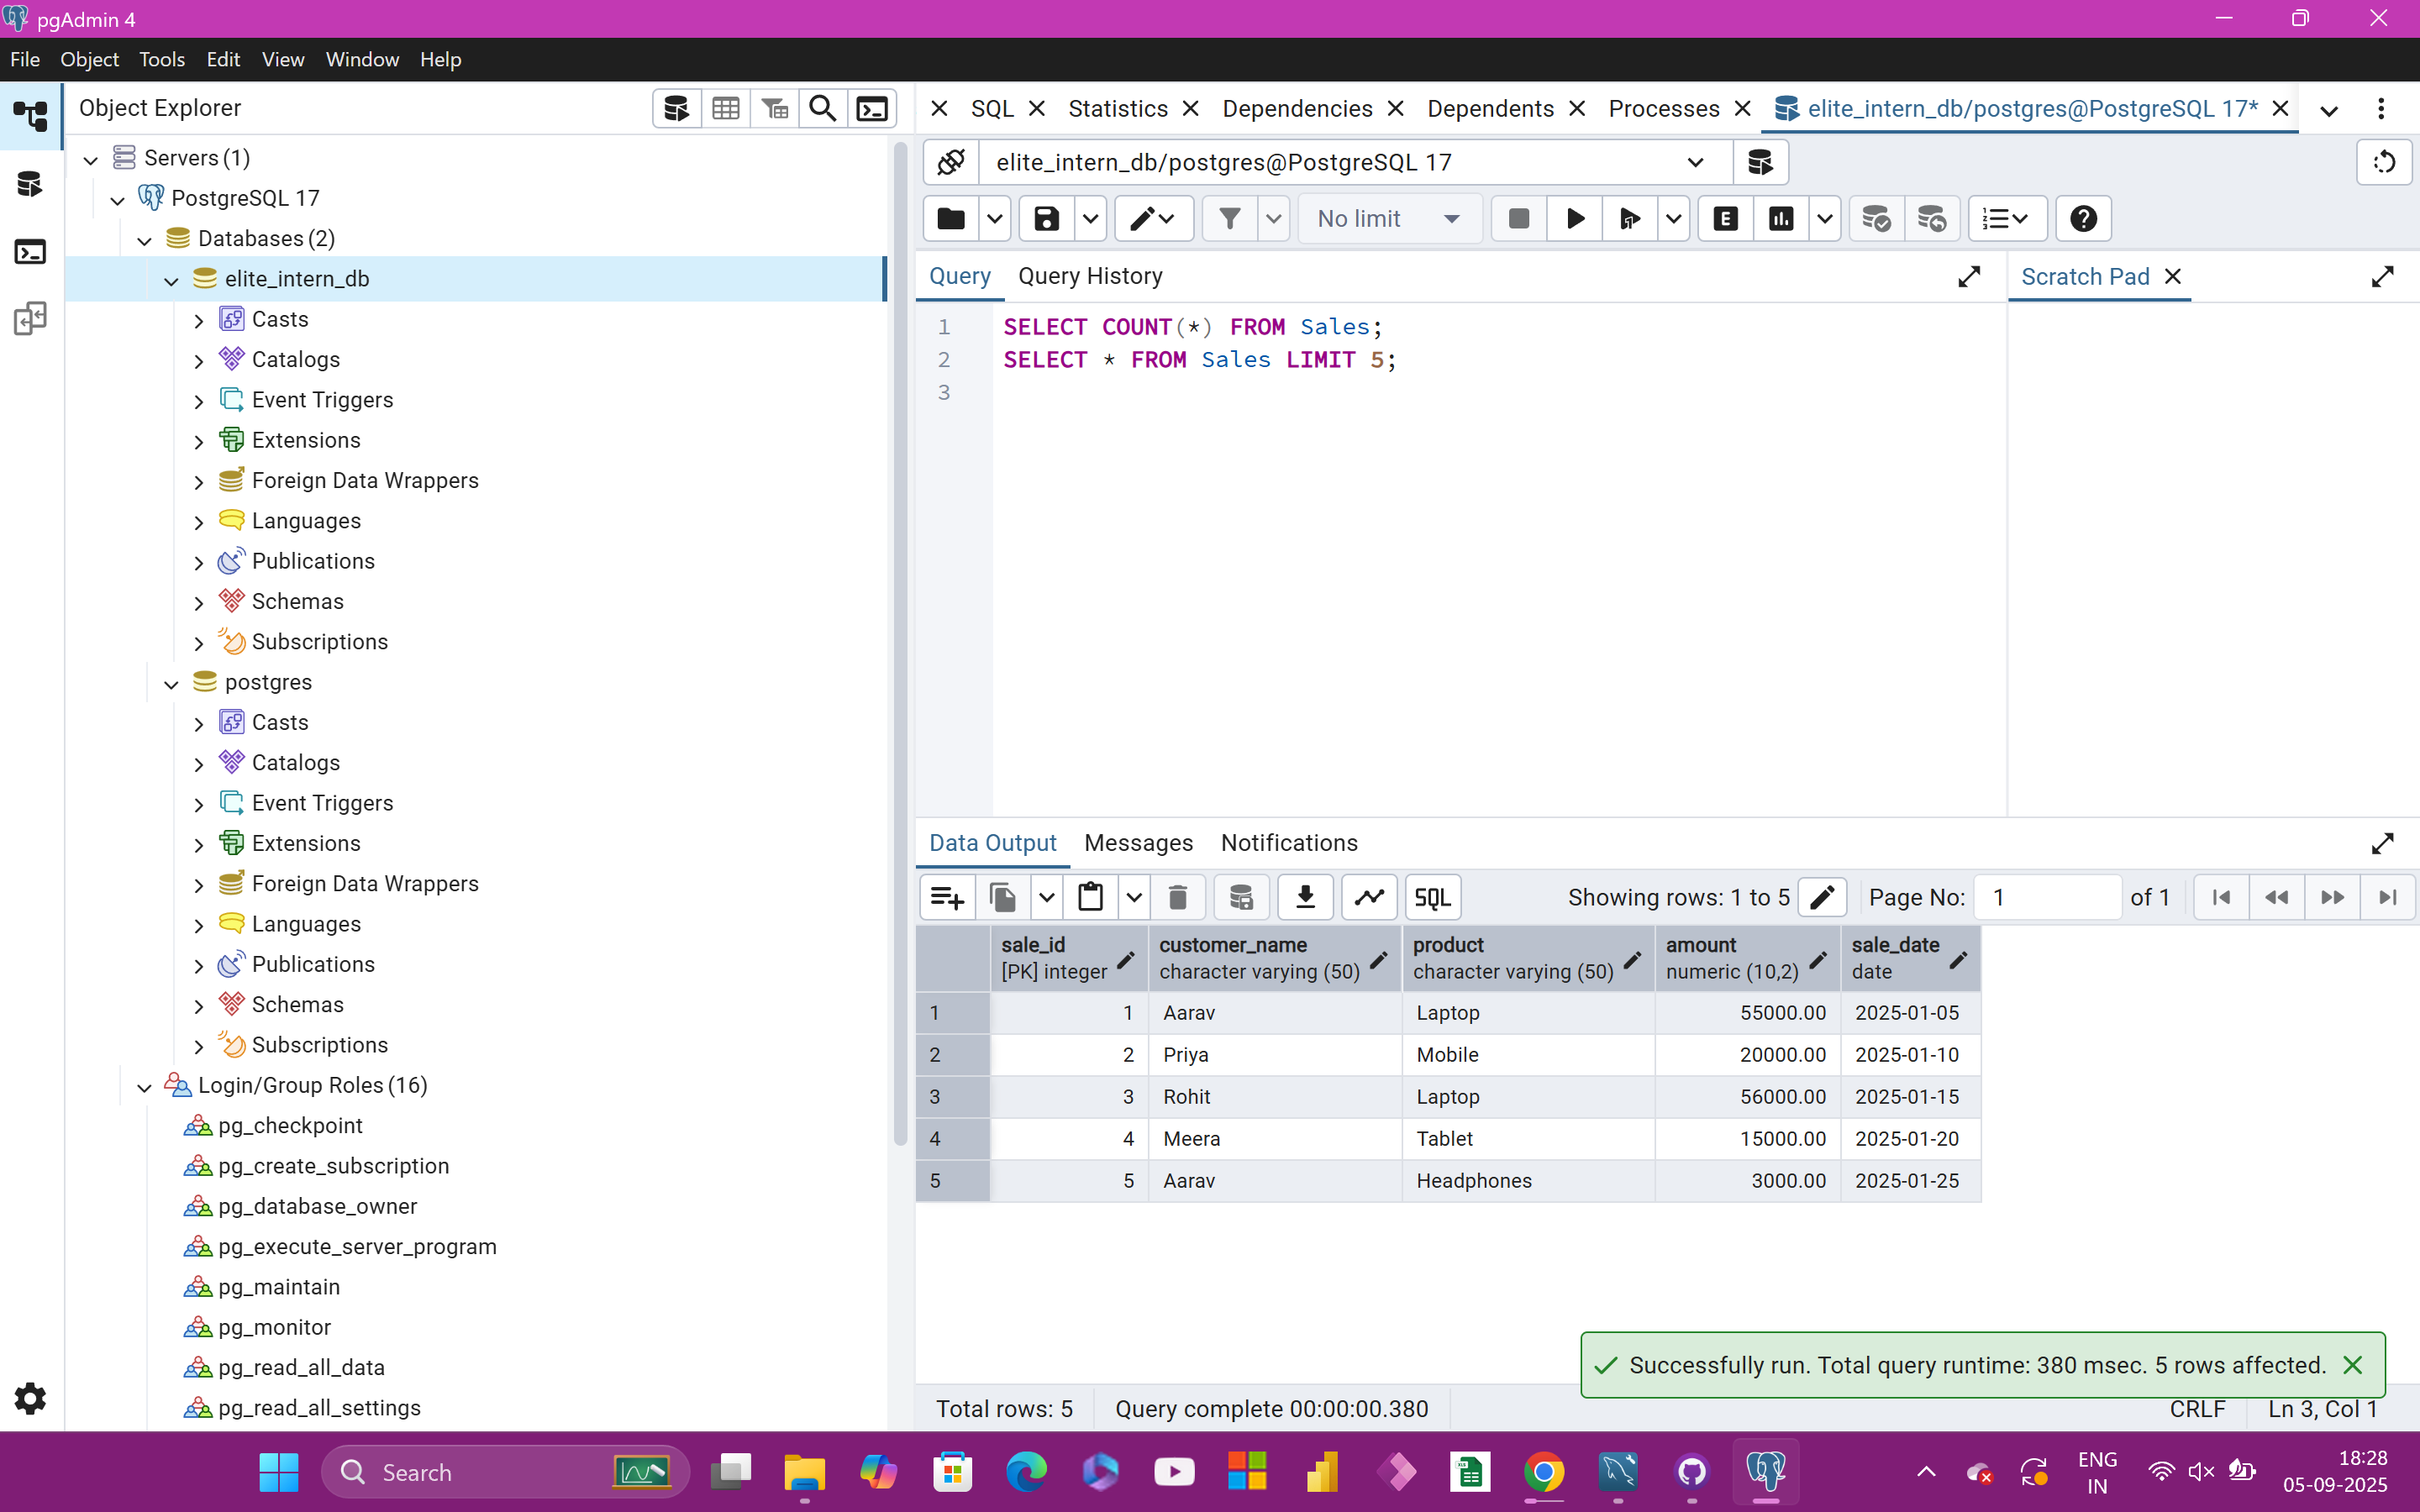 pgAdmin 4
File Object Tools Edit View Window Help
Object Explorer
SQL Statistics Dependencies Dependents Processes elite_intern_db/postgres@PostgreSQL 17*
Servers (1)
PostgreSQL 17
Databases (2)
elite_intern_db
Casts
Catalogs
Event Triggers
Extensions
Foreign Data Wrappers
Languages
Publications
Schemas
Subscriptions
postgres
Casts
Catalogs
Event Triggers
Extensions
Foreign Data Wrappers
Languages
Publications
Schemas
Subscriptions
Login/Group Roles (16)
pg_checkpoint
pg_create_subscription
pg_database_owner
pg_execute_server_program
pg_maintain
pg_monitor
pg_read_all_data
pg_read_all_settings
elite_intern_db/postgres@PostgreSQL 17
No limit
E
Query Query History
Scratch Pad
1 SELECT COUNT(*) FROM Sales;
2 SELECT * FROM Sales LIMIT 5;
3
Data Output Messages Notifications
SQL Showing rows: 1 to 5 Page No: 1 of 1
sale_id customer_name product amount sale_date
[PK] integer character varying (50) character varying (50) numeric (10,2) date
1 1 Aarav Laptop 55000.00 2025-01-05
2 2 Priya Mobile 20000.00 2025-01-10
3 3 Rohit Laptop 56000.00 2025-01-15
4 4 Meera Tablet 15000.00 2025-01-20
5 5 Aarav Headphones 3000.00 2025-01-25
Successfully run. Total query runtime: 380 msec. 5 rows affected.
Total rows: 5 Query complete 00:00:00.380 CRLF Ln 3, Col 1
Search
ENG
IN
18:28
05-09-2025